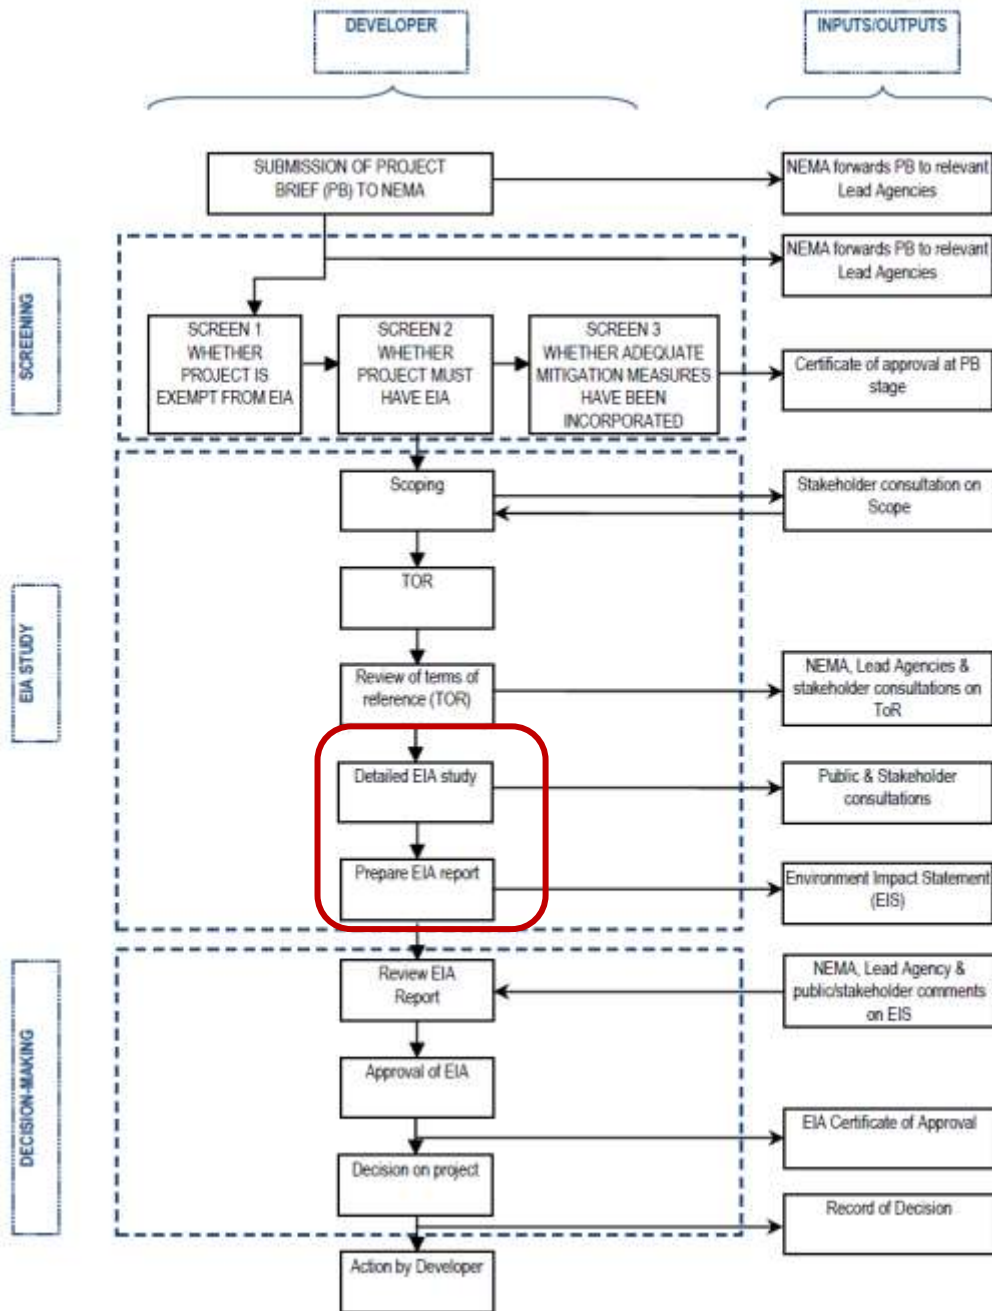 DEVELOPER
INPUTS/OUTPUTS
SUBMISSION OF PROJECT
BRIEF (PB) TO NEMA
NEMA forwards PB to relevant
Lead Agencies
NEMA forwards PB to relevant
Lead Agencies
SCREENING
SCREEN 1
WHETHER
PROJECT IS
EXEMPT FROM EIA
SCREEN 2
WHETHER
PROJECT MUST
HAVE EIA
SCREEN 3
WHETHER ADEQUATE
MITIGATION MEASURES
HAVE BEEN
INCORPORATED
Certificate of approval at PB
stage
EIA STUDY
Scoping
Stakeholder consultation on
Scope
TOR
Review of terms of
reference (TOR)
NEMA, Lead Agencies &
stakeholder consultations on
ToR
Detailed EIA study
Public & Stakeholder
consultations
Prepare EIA report
Environment Impact Statement
(EIS)
DECISION-MAKING
Review EIA
Report
NEMA, Lead Agency &
public/stakeholder comments
on EIS
Approval of EIA
EIA Certificate of Approval
Decision on project
Record of Decision
Action by Developer